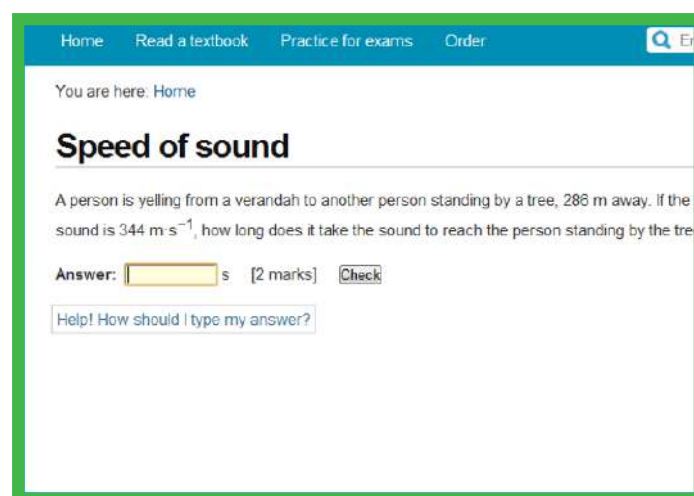 Home Read a textbook Practice for exams Order
You are here: Home
Speed of sound
A person is yelling from a verandah to another person standing by a tree, 286 m away. If the
sound is 344 m·s⁻¹, how long does it take the sound to reach the person standing by the
Answer: s [2 marks] Check
Help! How should I type my answer?